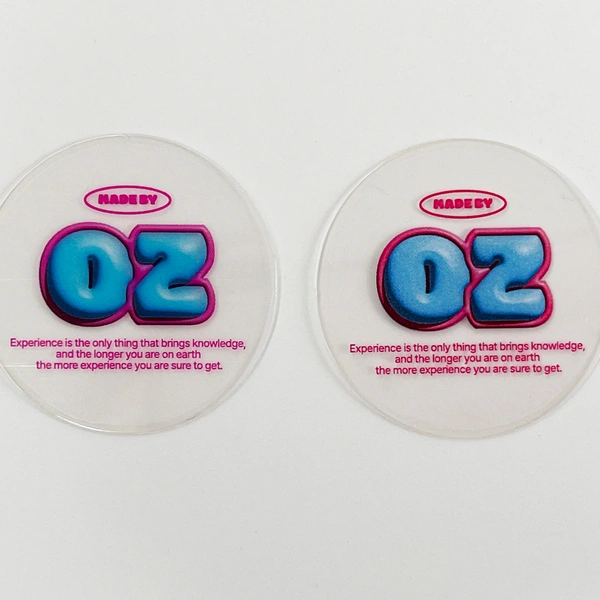 MADE BY
OZ
Experience is the only thing that brings knowledge,
and the longer you are on earth
the more experience you are sure to get.
MADE BY
OZ
Experience is the only thing that brings knowledge,
and the longer you are on earth
the more experience you are sure to get.